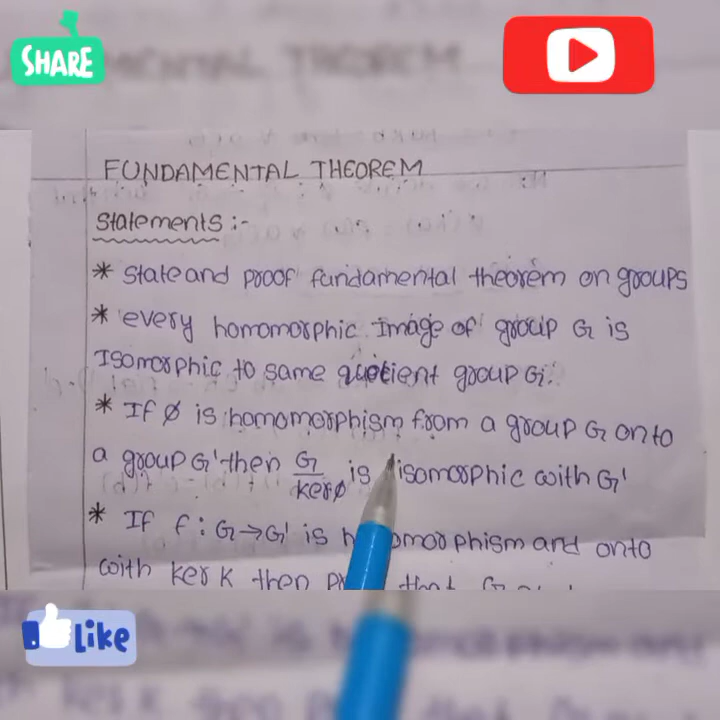 SHARE
FUNDAMENTAL THEOREM
Statements :-
* State and proof fundamental theorem on groups
* every homomorphic Image of group G is
Isomorphic to same quotient group G.
* If ø is homomorphism from a group G onto
a group G' then G/kerø is isomorphic with G'
* If f : G→G' is homomorphism and onto
with ker K then that
Like